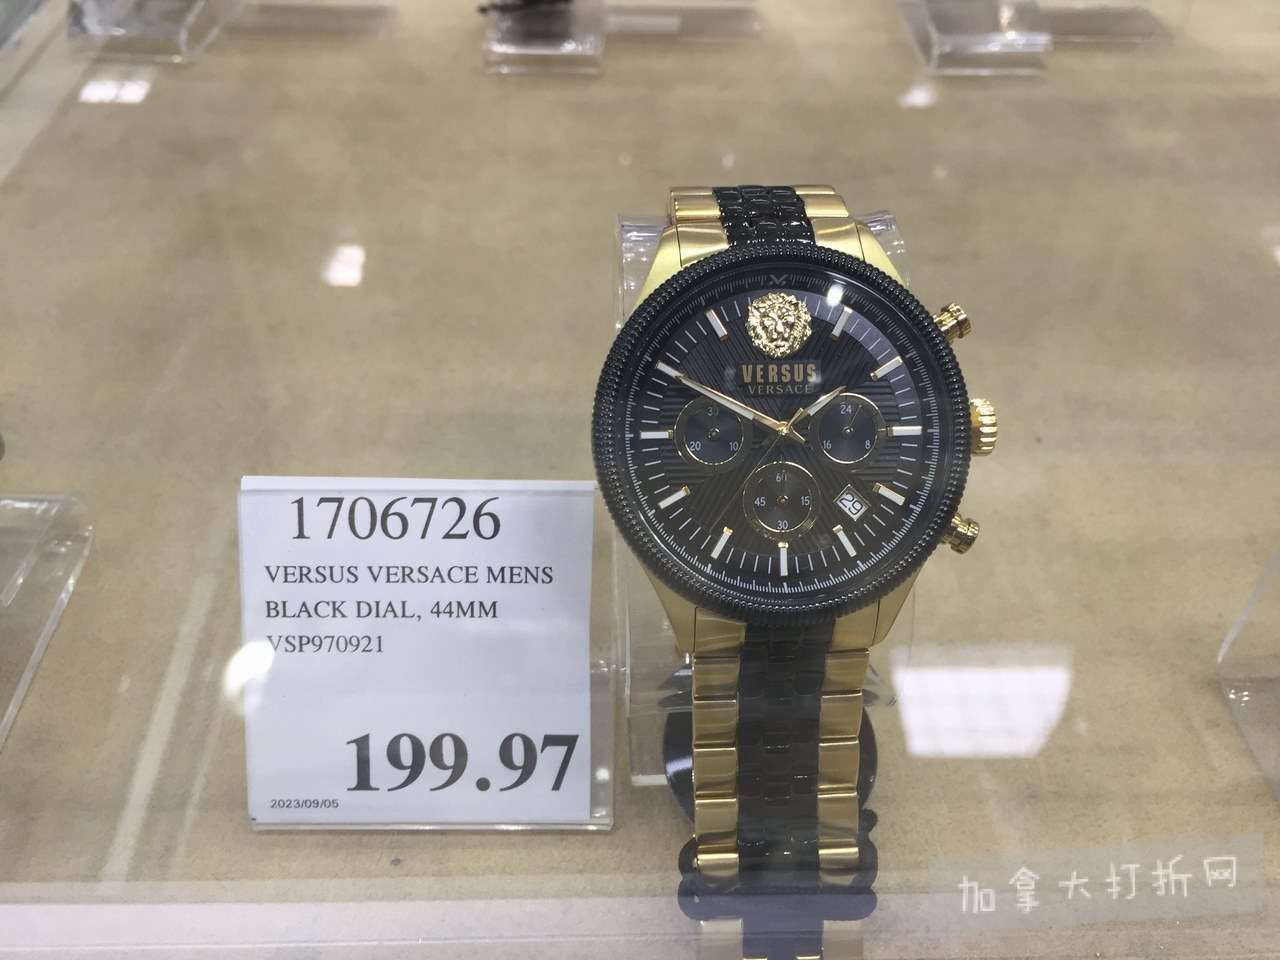 1706726
VERSUS VERSACE MENS
BLACK DIAL, 44MM
VSP970921
199.97
2023/09/05
VERSUS
VERSACE
30
20 10
24
16 8
45 15
30
29
加拿大打折网